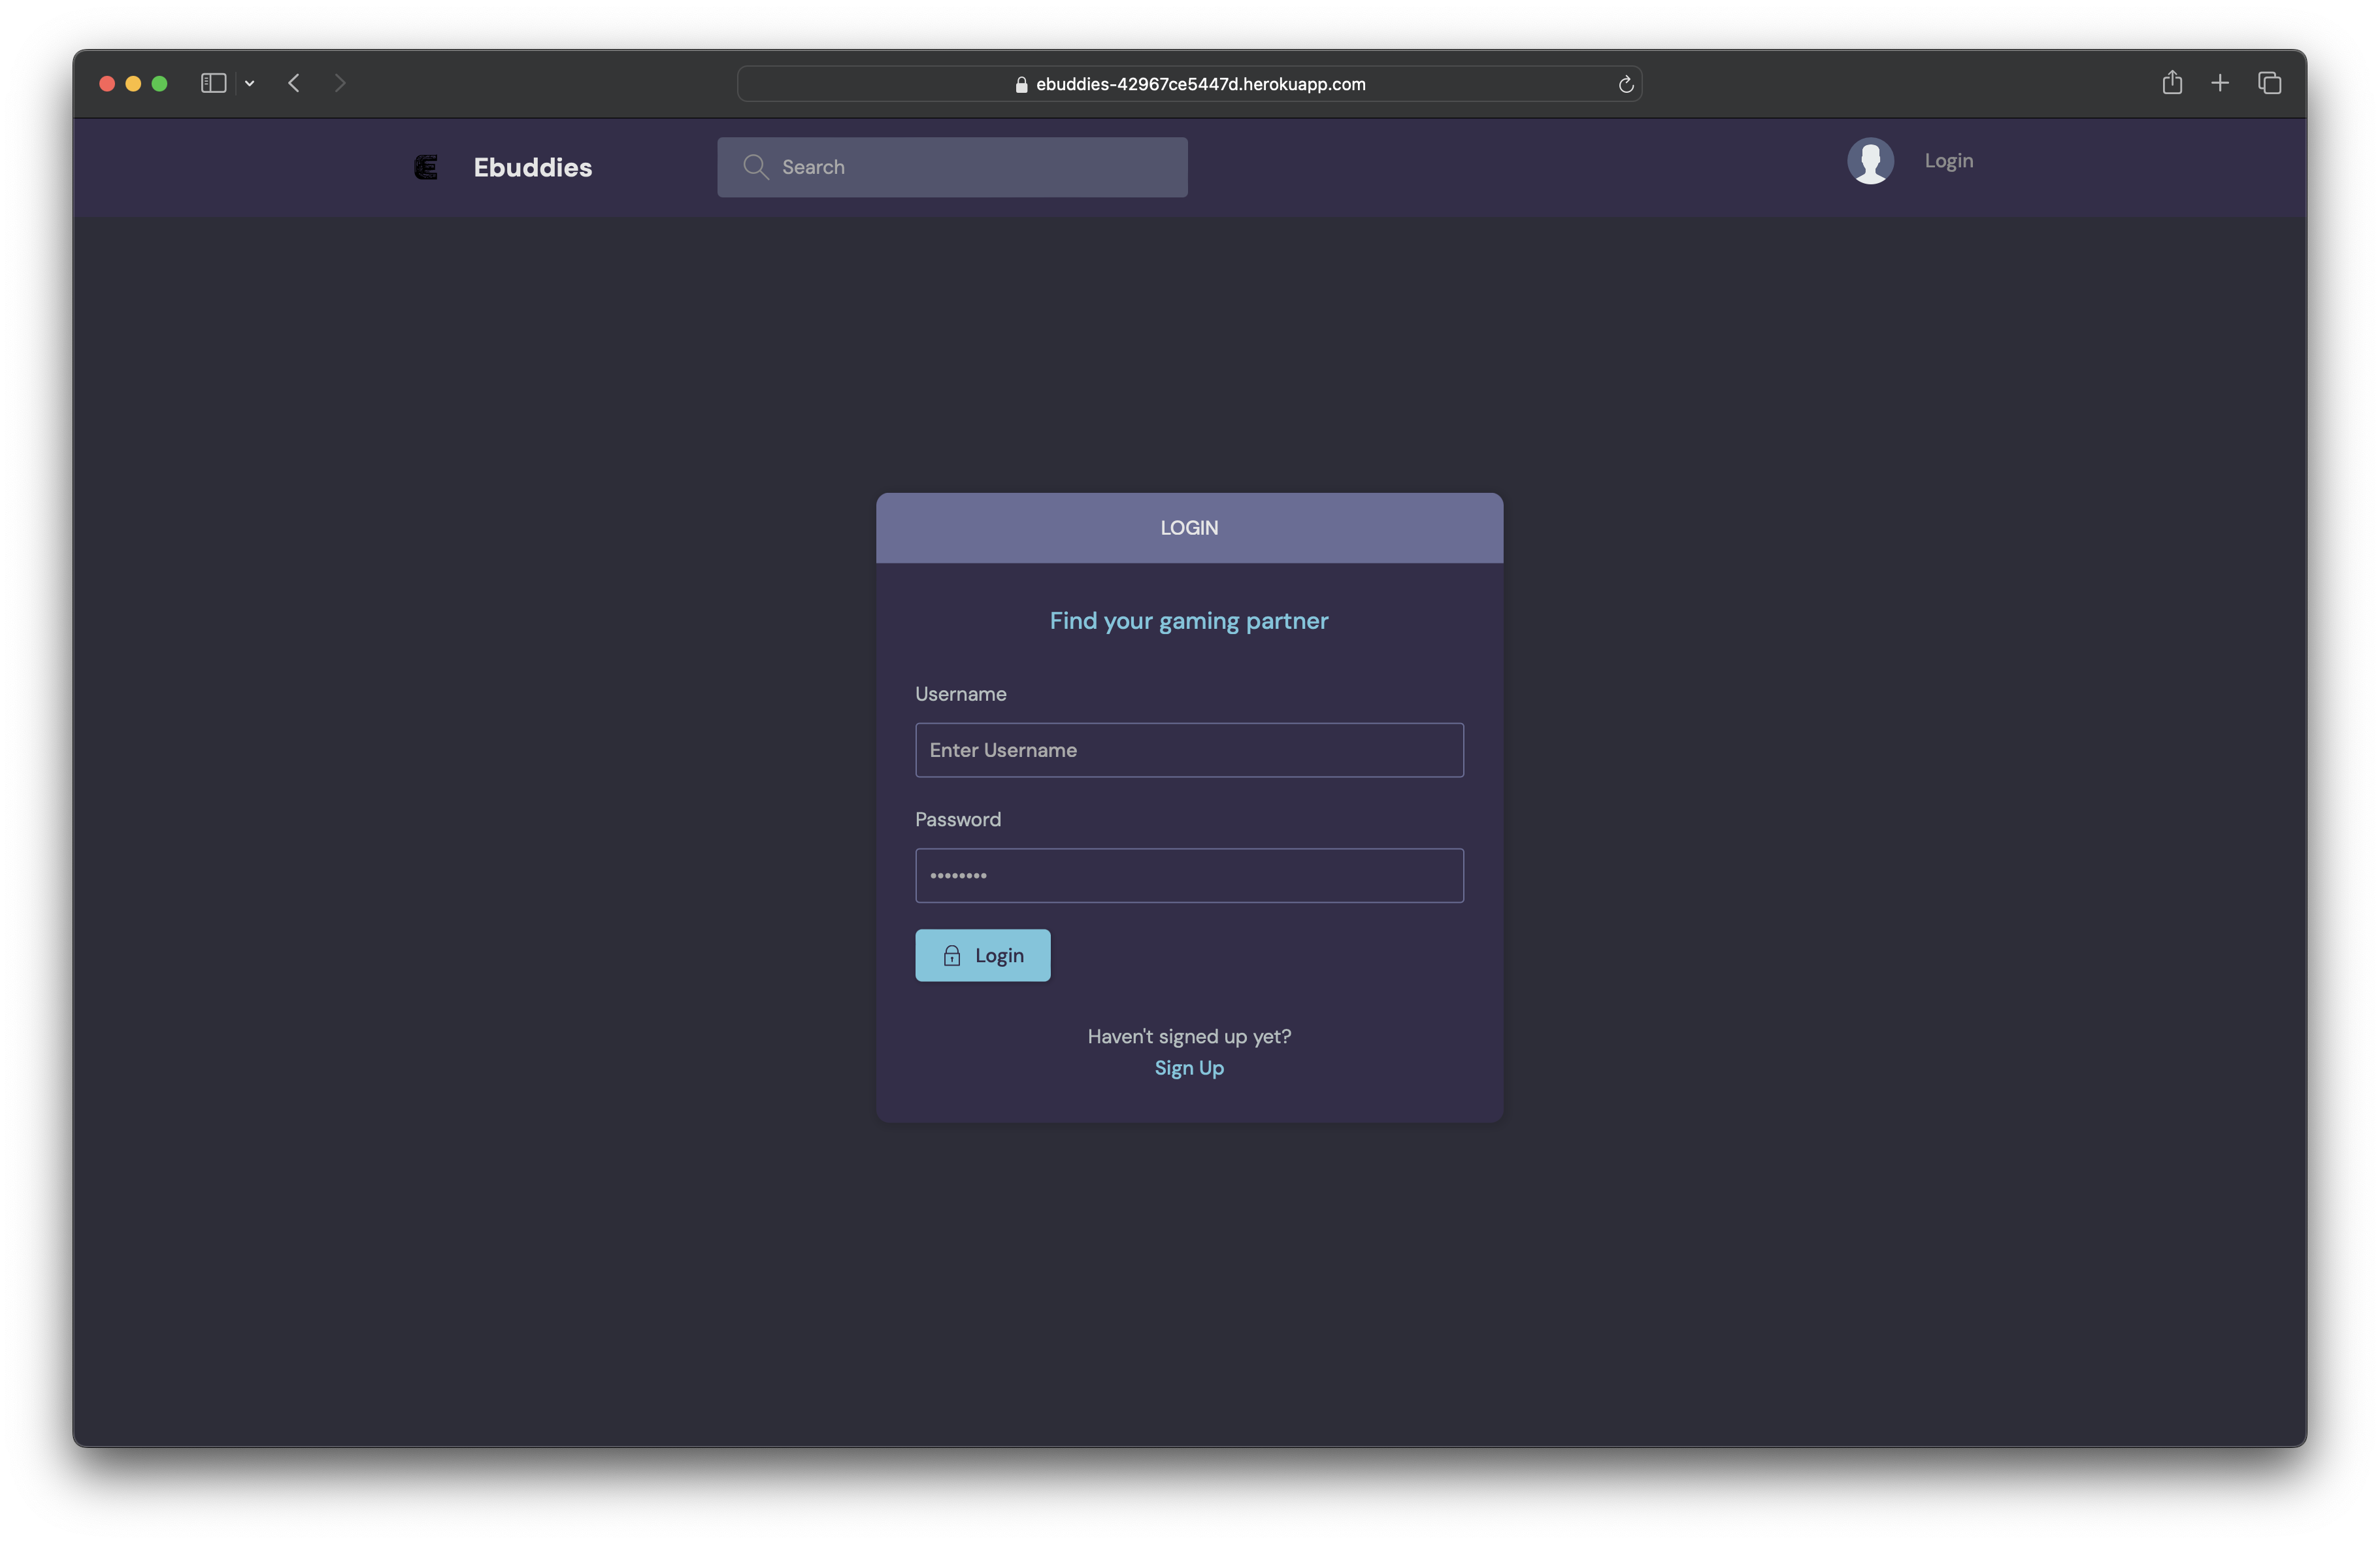 ebuddies-42967ce5447d.herokuapp.com
Ebuddies
Search
Login
LOGIN
Find your gaming partner
Username
Enter Username
Password
••••••••
Login
Haven't signed up yet?
Sign Up